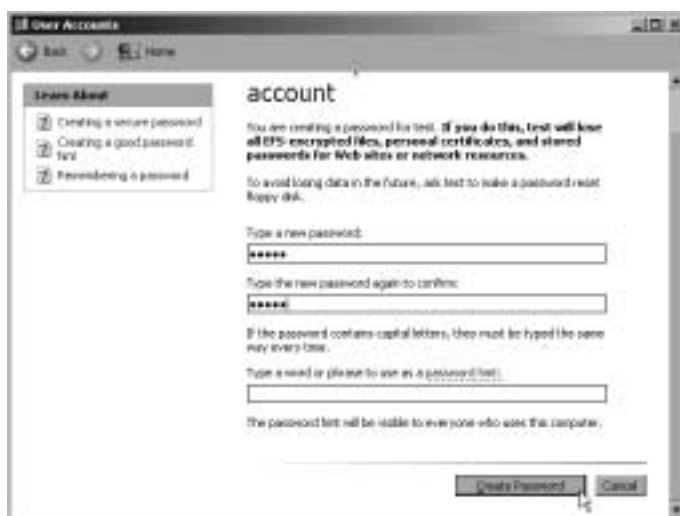 User Accounts
Back Home
Learn About
Creating a secure password
Creating a good password
hint
Remembering a password
account
You are creating a password for test. If you do this, test will lose
all EFS-encrypted files, personal certificates, and stored
passwords for Web sites or network resources.
To avoid losing data in the future, ask test to make a password reset
floppy disk.
Type a new password:
•••••
Type the new password again to confirm:
•••••
If the password contains capital letters, they must be typed the same
way every time.
Type a word or phrase to use as a password hint:
The password hint will be visible to everyone who uses this computer.
Create Password Cancel